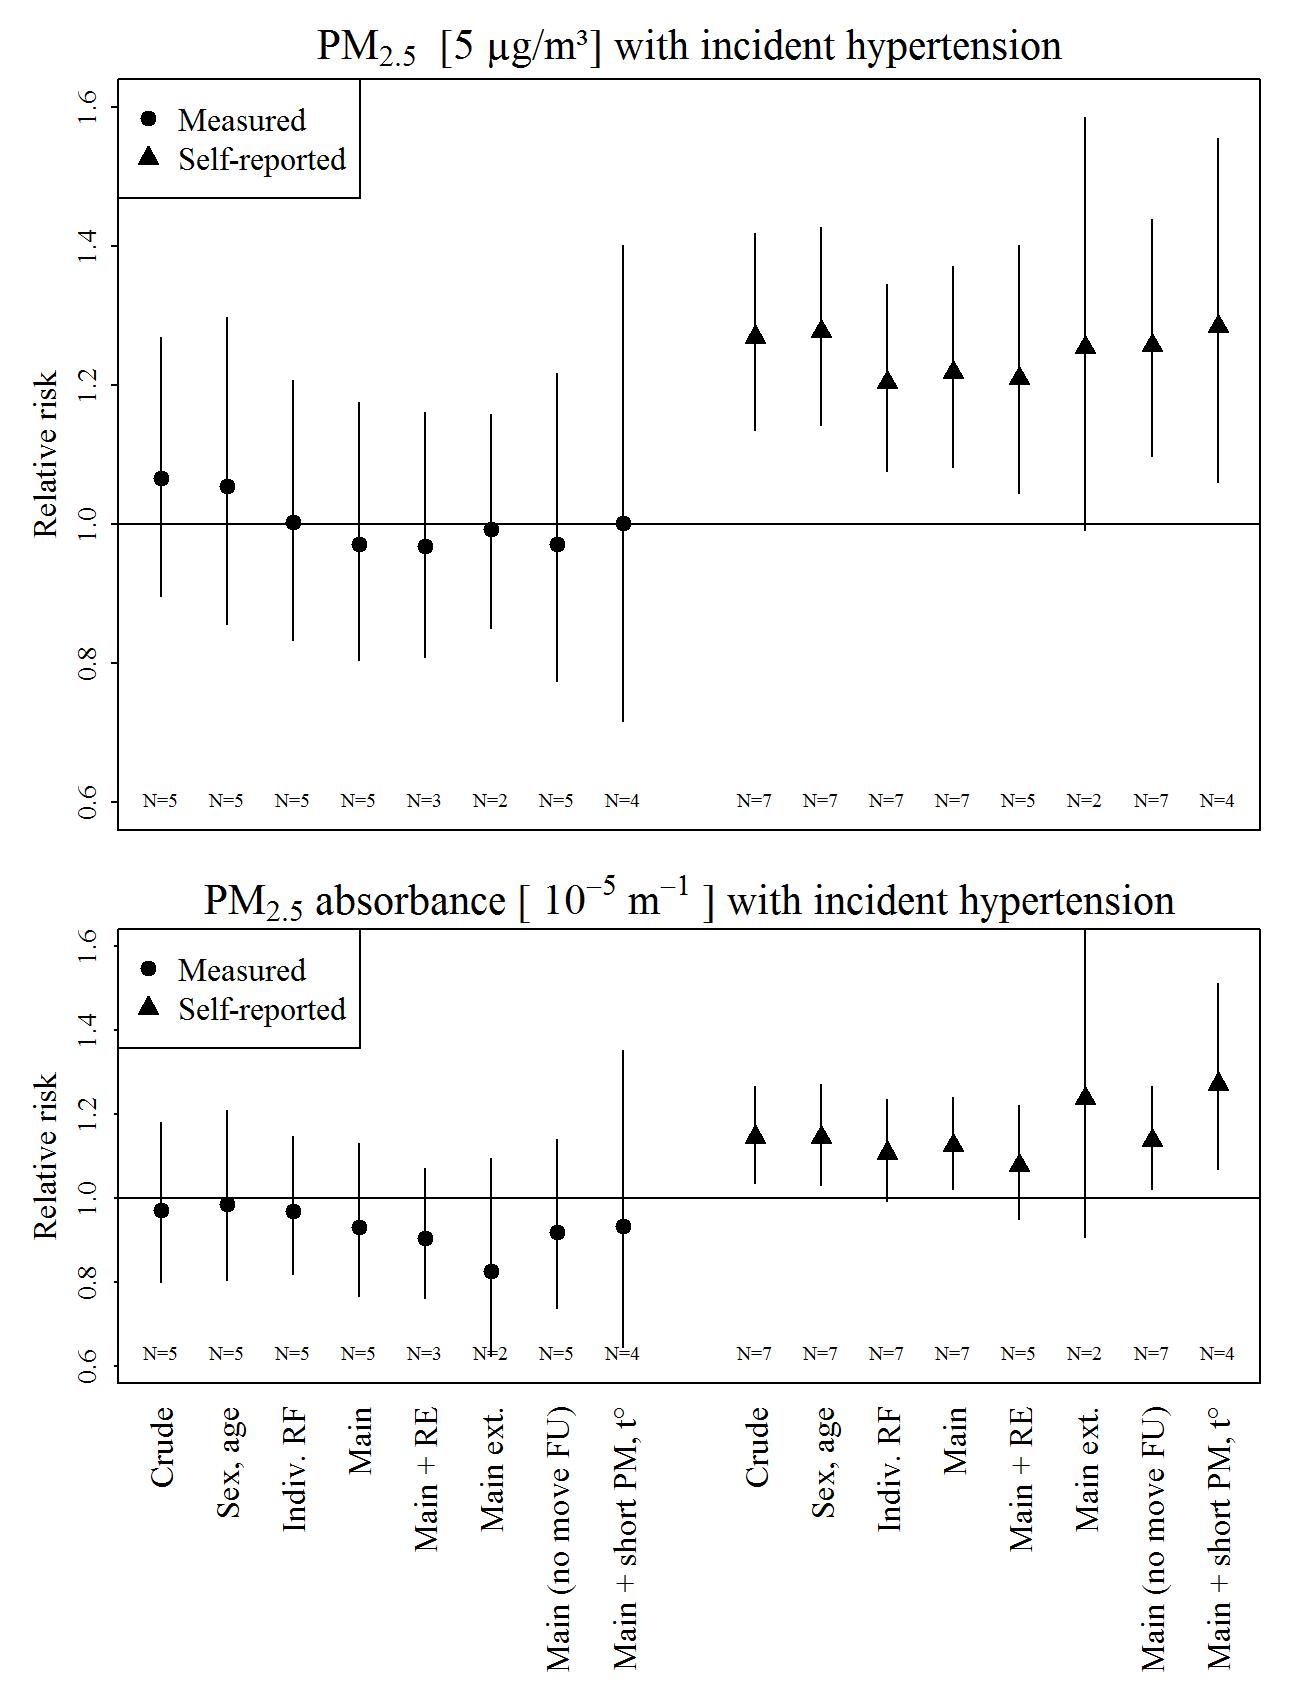 PM2.5 [5 µg/m³] with incident hypertension
Measured
Self-reported
Relative risk
1.6
1.4
1.2
1.0
0.8
0.6
N=5 N=5 N=5 N=5 N=3 N=2 N=5 N=4 N=7 N=7 N=7 N=7 N=5 N=2 N=7 N=4
PM2.5 absorbance [ 10−5 m−1 ] with incident hypertension
Measured
Self-reported
Relative risk
1.6
1.4
1.2
1.0
0.8
0.6
N=5 N=5 N=5 N=5 N=3 N=2 N=5 N=4 N=7 N=7 N=7 N=7 N=5 N=2 N=7 N=4
Crude
Sex, age
Indiv. RF
Main
Main + RE
Main ext.
Main (no move FU)
Main + short PM, t°
Crude
Sex, age
Indiv. RF
Main
Main + RE
Main ext.
Main (no move FU)
Main + short PM, t°